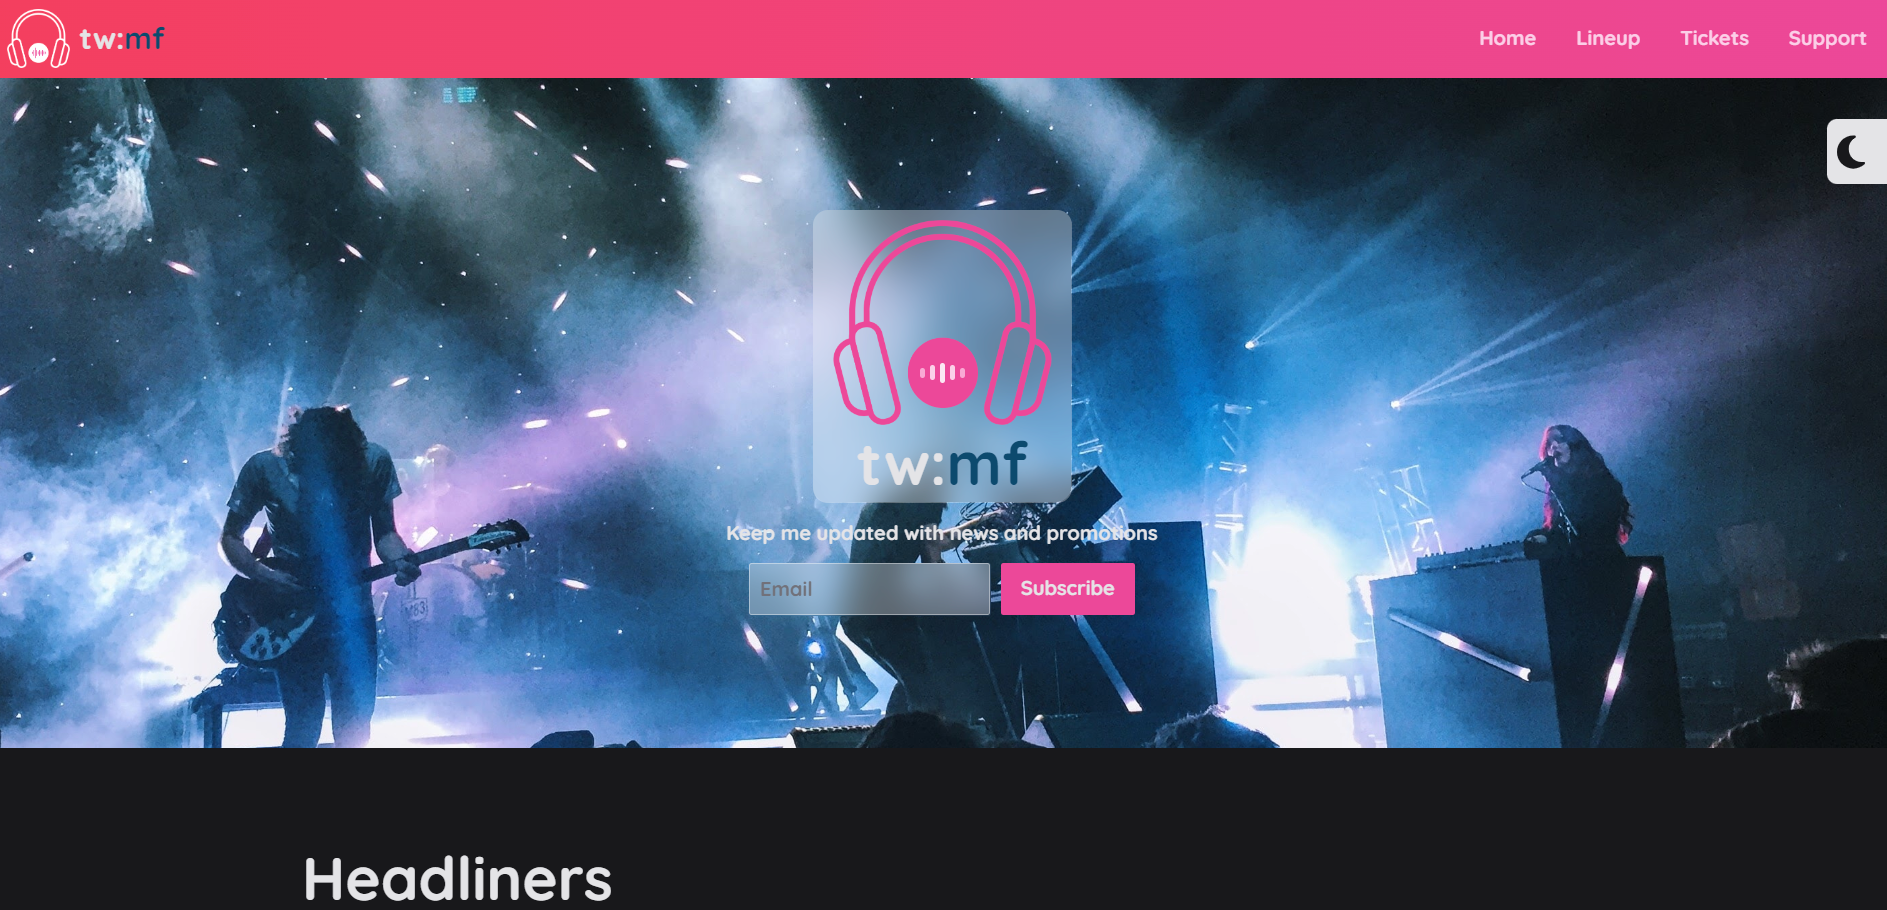 tw:mf
Home Lineup Tickets Support
tw:mf
Keep me updated with news and promotions
Email Subscribe
Headliners